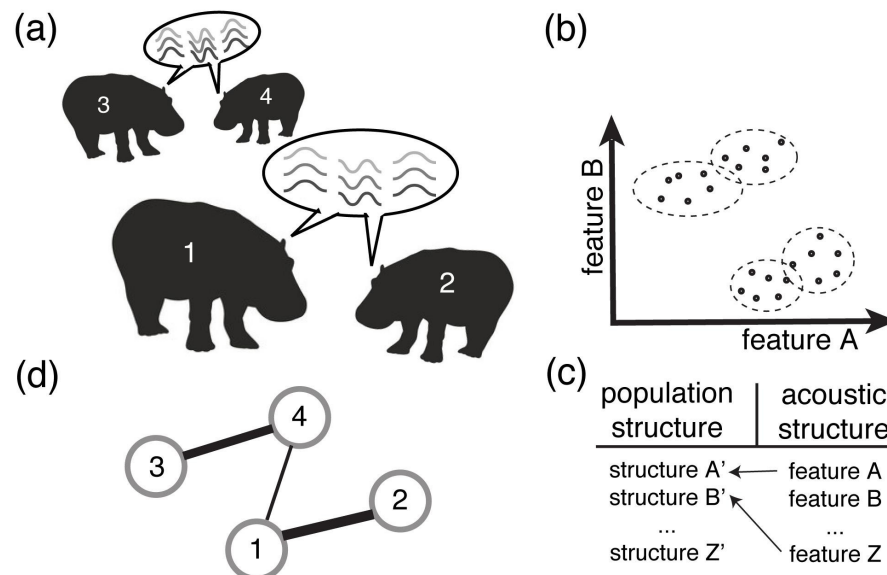 (a)
3
4
1
2
(b)
feature B
feature A
(c)
population
structure
acoustic
structure
structure A' feature A
structure B' feature B
... ...
structure Z' feature Z
(d)
4
3
2
1